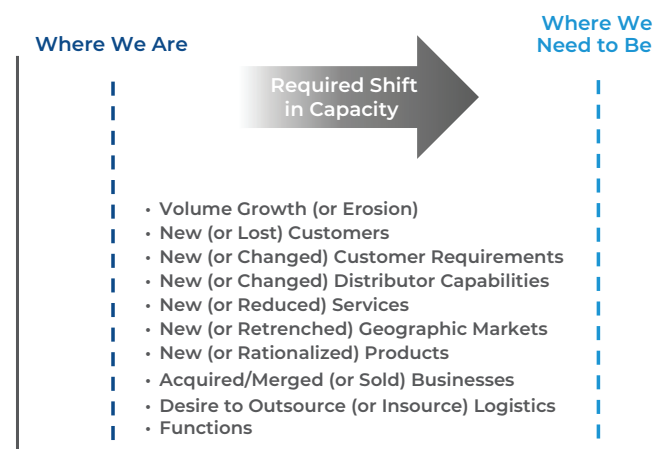 Where We Are
Where We
Need to Be
Required Shift
in Capacity
• Volume Growth (or Erosion)
• New (or Lost) Customers
• New (or Changed) Customer Requirements
• New (or Changed) Distributor Capabilities
• New (or Reduced) Services
• New (or Retrenched) Geographic Markets
• New (or Rationalized) Products
• Acquired/Merged (or Sold) Businesses
• Desire to Outsource (or Insource) Logistics
• Functions